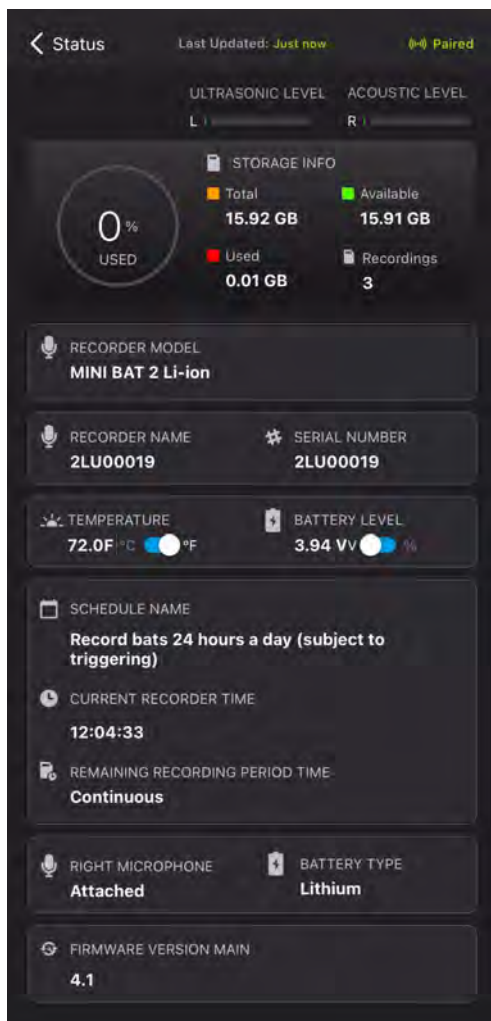 Status
Last Updated: Just now
Paired
ULTRASONIC LEVEL
ACOUSTIC LEVEL
L
R
STORAGE INFO
0 %
USED
Total
15.92 GB
Available
15.91 GB
Used
0.01 GB
Recordings
3
RECORDER MODEL
MINI BAT 2 Li-ion
RECORDER NAME
2LU00019
SERIAL NUMBER
2LU00019
TEMPERATURE
72.0F °C °F
BATTERY LEVEL
3.94 V V %
SCHEDULE NAME
Record bats 24 hours a day (subject to
triggering)
CURRENT RECORDER TIME
12:04:33
REMAINING RECORDING PERIOD TIME
Continuous
RIGHT MICROPHONE
Attached
BATTERY TYPE
Lithium
FIRMWARE VERSION MAIN
4.1